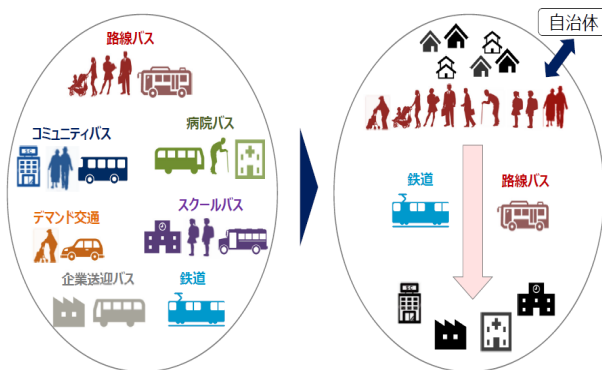 路線バス
コミュニティバス
病院バス
デマンド交通
スクールバス
企業送迎バス
鉄道
自治体
鉄道
路線バス
SC